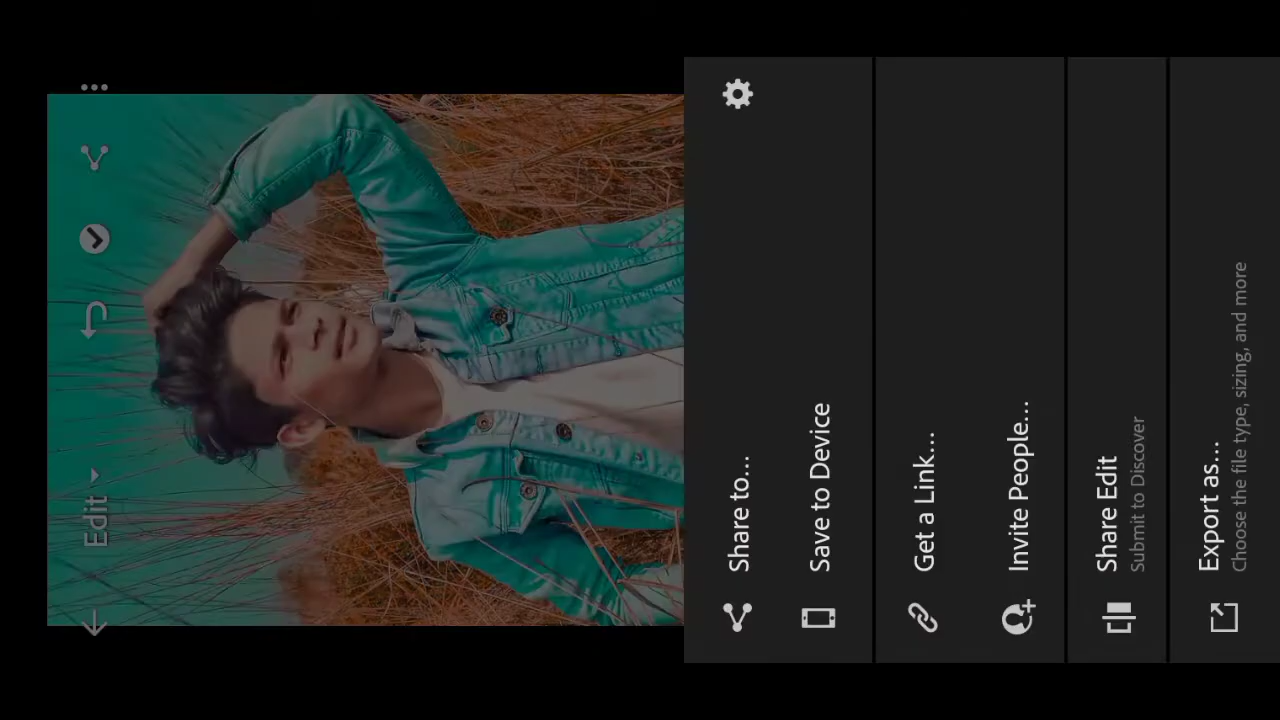 Edit
Share to...
Save to Device
Get a Link...
Invite People...
Share Edit
Submit to Discover
Export as...
Choose the file type, sizing, and more